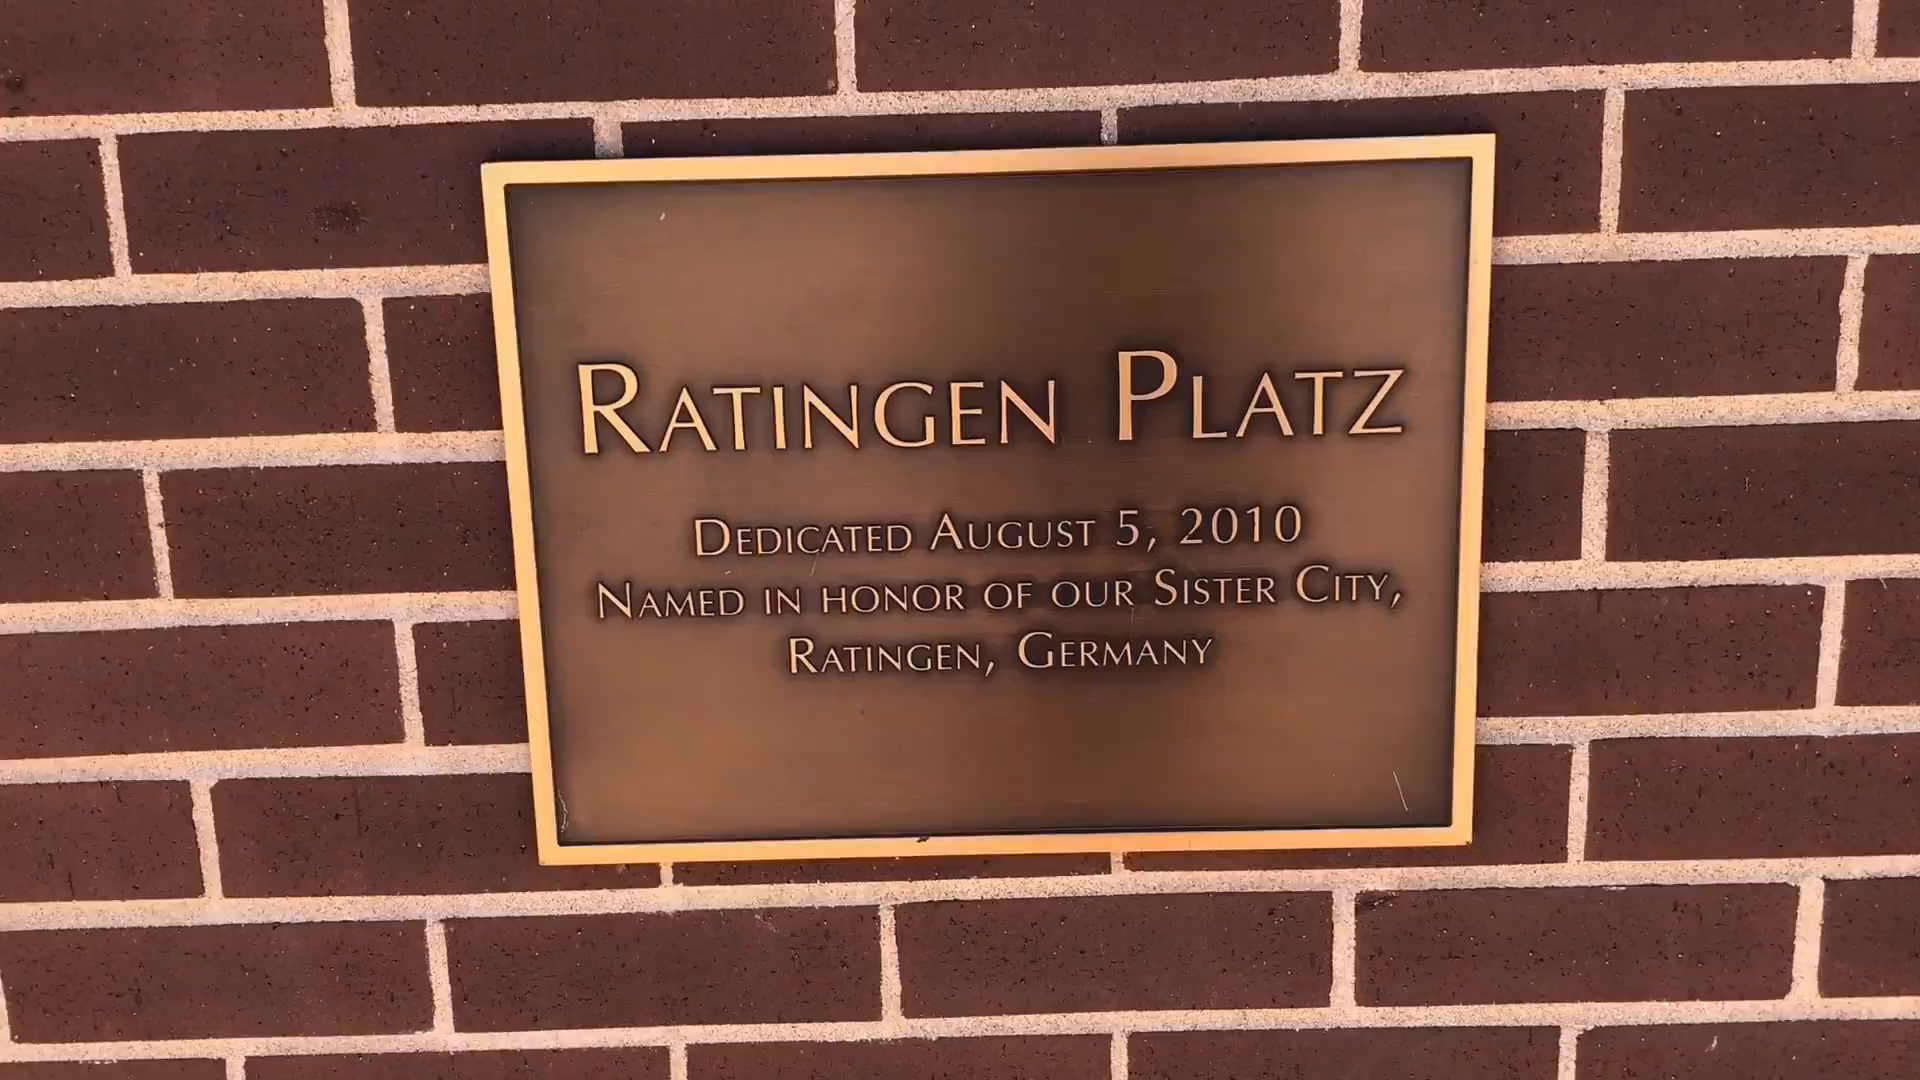 RATINGEN PLATZ
DEDICATED AUGUST 5, 2010
NAMED IN HONOR OF OUR SISTER CITY,
RATINGEN, GERMANY